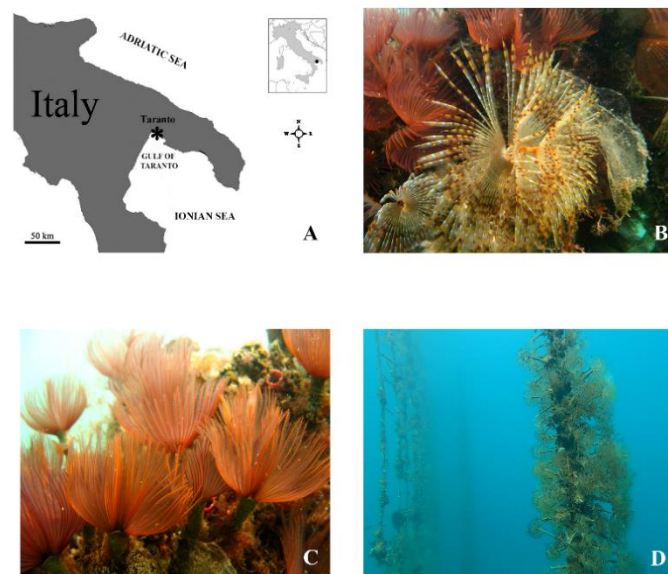 ADRIATIC SEA
Italy
Taranto
*
GULF OF
TARANTO
IONIAN SEA
50 km
N
W E
S
A
B
C
D